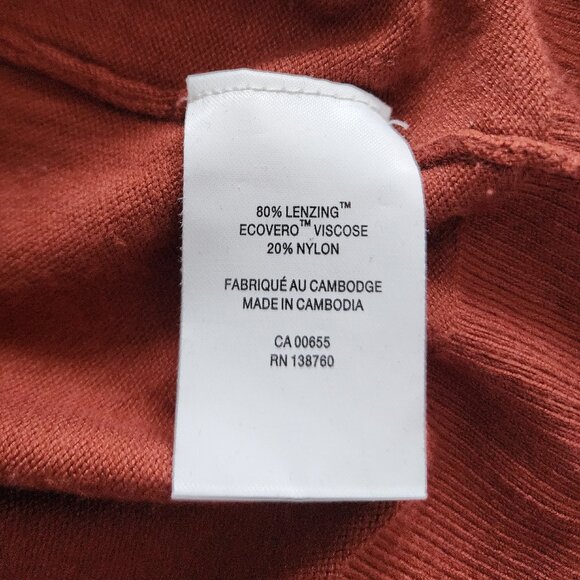 80% LENZING™
ECOVERO™ VISCOSE
20% NYLON
FABRIQUÉ AU CAMBODGE
MADE IN CAMBODIA
CA 00655
RN 138760